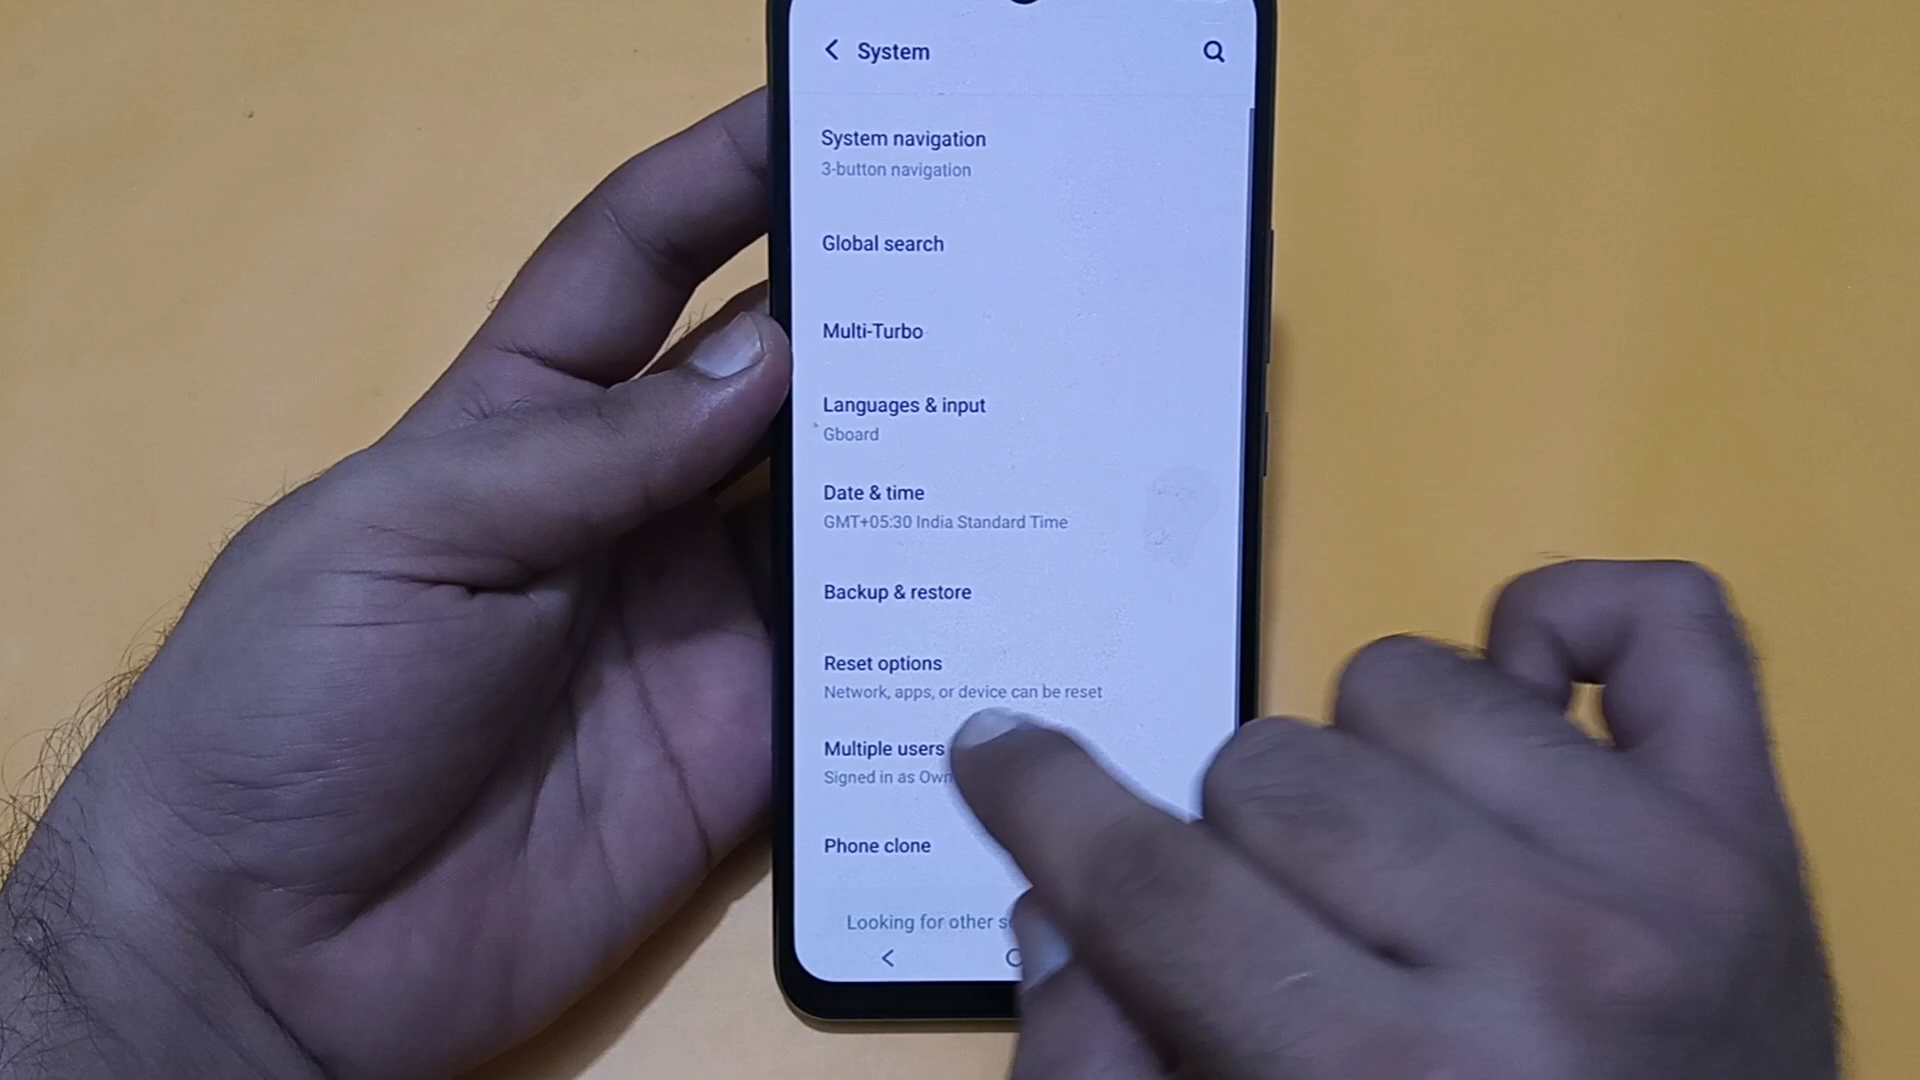 System
System navigation
3-button navigation
Global search
Multi-Turbo
Languages & input
Gboard
Date & time
GMT+05:30 India Standard Time
Backup & restore
Reset options
Network, apps, or device can be reset
Multiple users
Signed in as
Phone clone
Looking for other